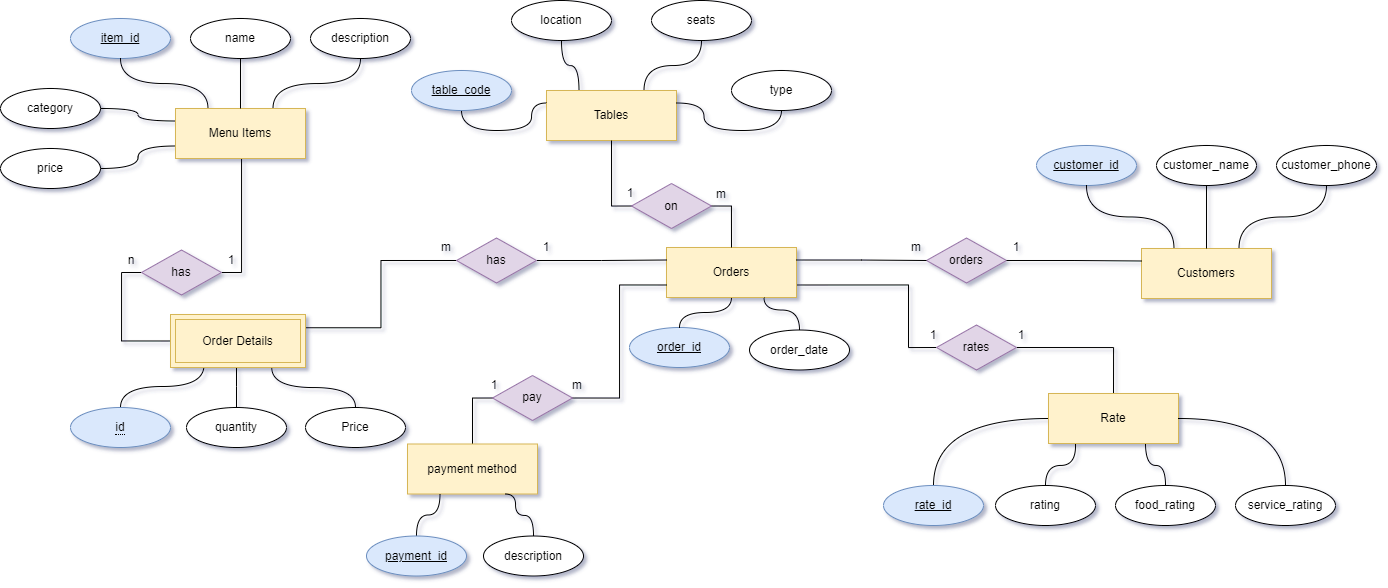 item_id
name
description
category
price
Menu Items
location
seats
table_code
type
Tables
customer_id
customer_name
customer_phone
Customers
1
on
m
n
has
1
m
has
1
Orders
m
orders
1
order_id
order_date
Order Details
id
quantity
Price
1
pay
m
1
rates
1
payment method
payment_id
description
Rate
rate_id
rating
food_rating
service_rating